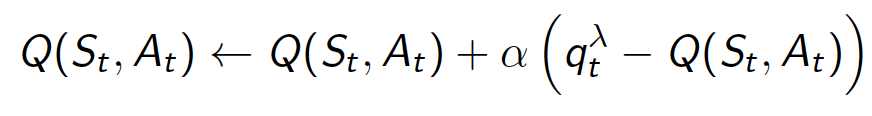 Q(S_t, A_t) ← Q(S_t, A_t) + α (q_t^λ − Q(S_t, A_t))